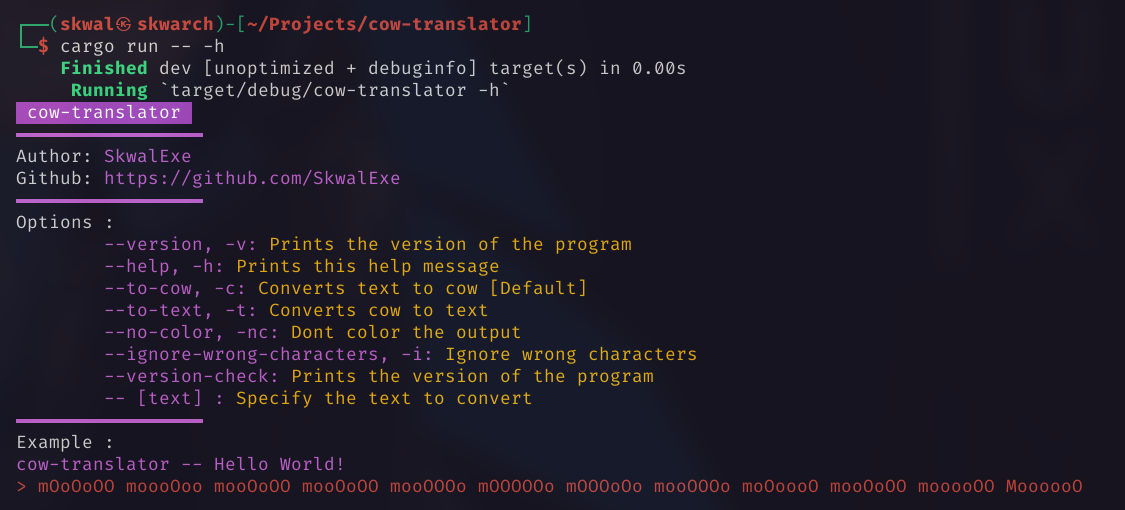 ┌──(skwal㉿skwarch)-[~/Projects/cow-translator]
└─$ cargo run -- -h
Finished dev [unoptimized + debuginfo] target(s) in 0.00s
Running `target/debug/cow-translator -h`
cow-translator
Author: SkwalExe
Github: https://github.com/SkwalExe
Options :
--version, -v: Prints the version of the program
--help, -h: Prints this help message
--to-cow, -c: Converts text to cow [Default]
--to-text, -t: Converts cow to text
--no-color, -nc: Dont color the output
--ignore-wrong-characters, -i: Ignore wrong characters
--version-check: Prints the version of the program
-- [text] : Specify the text to convert
Example :
cow-translator -- Hello World!
> mOoOoOO moooOoo mooOoOO mooOoOO mooOOOo mOOOOOo mOOOoOo mooOOOo moOoooO mooOoOO mooooOO MoooooO